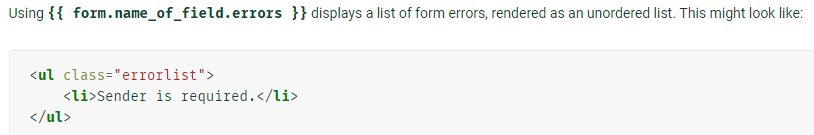 Using {{ form.name_of_field.errors }} displays a list of form errors, rendered as an unordered list. This might look like:
<ul class="errorlist">
    <li>Sender is required.</li>
</ul>